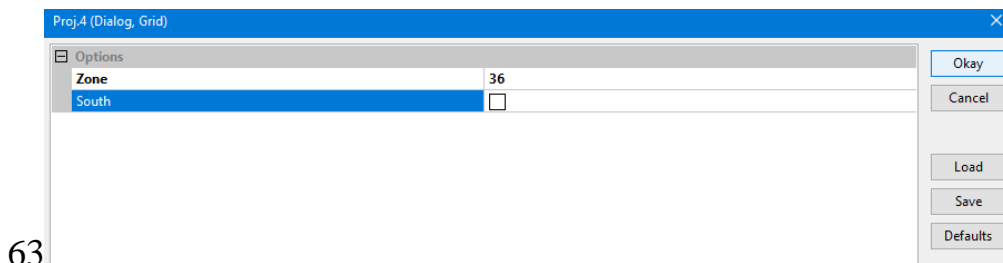 Proj.4 (Dialog, Grid)
Options
Okay
Zone 36
South
Cancel
Load
Save
Defaults
63